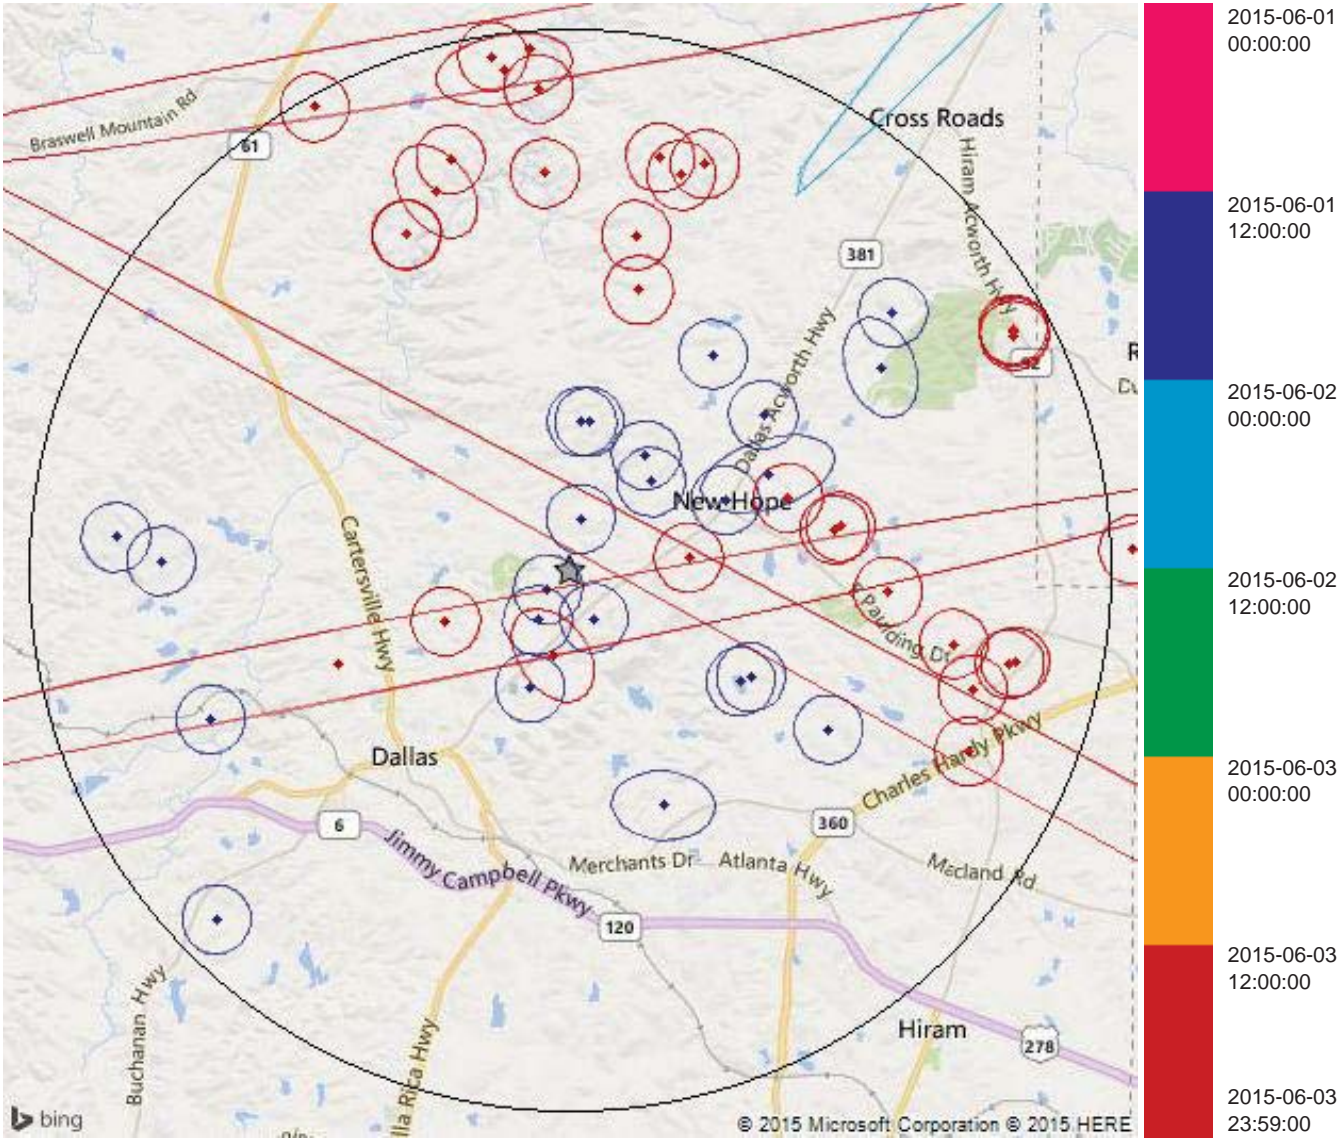 Braswell Mountain Rd
61
Cross Roads
Hiram Acworth Hwy
381
92
R
Dallas Acworth Hwy
New Hope
Cartersville Hwy
Paulding Dr
Dallas
6
Jimmy Campbell Pkwy
Charles Hardy Pkwy
360
Merchants Dr
Atlanta Hwy
Macland Rd
120
Buchanan Hwy
lla Rica Hwy
Hiram
278
bing
© 2015 Microsoft Corporation © 2015 HERE
2015-06-01
00:00:00
2015-06-01
12:00:00
2015-06-02
00:00:00
2015-06-02
12:00:00
2015-06-03
00:00:00
2015-06-03
12:00:00
2015-06-03
23:59:00